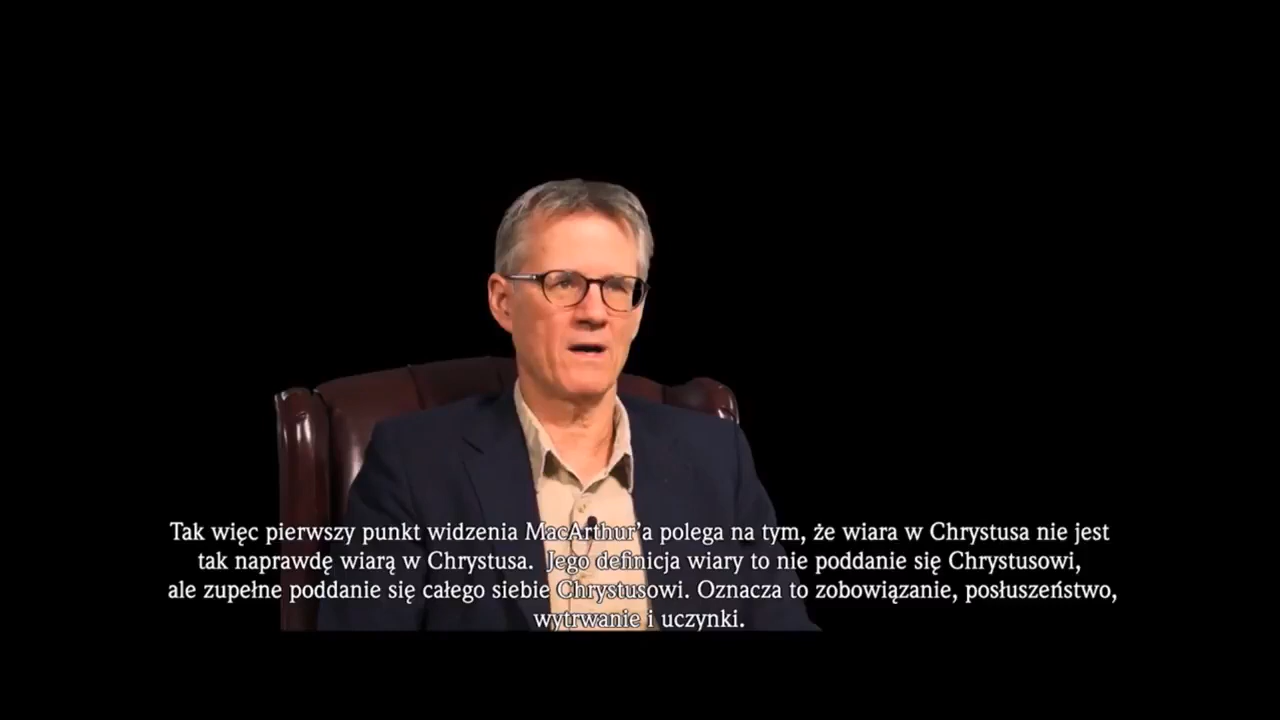 Tak więc pierwszy punkt widzenia MacArthur'a polega na tym, że wiara w Chrystusa nie jest
tak naprawdę wiarą w Chrystusa.  Jego definicja wiary to nie poddanie się Chrystusowi,
ale zupełne poddanie się całego siebie Chrystusowi. Oznacza to zobowiązanie, posłuszeństwo,
wytrwanie i uczynki.